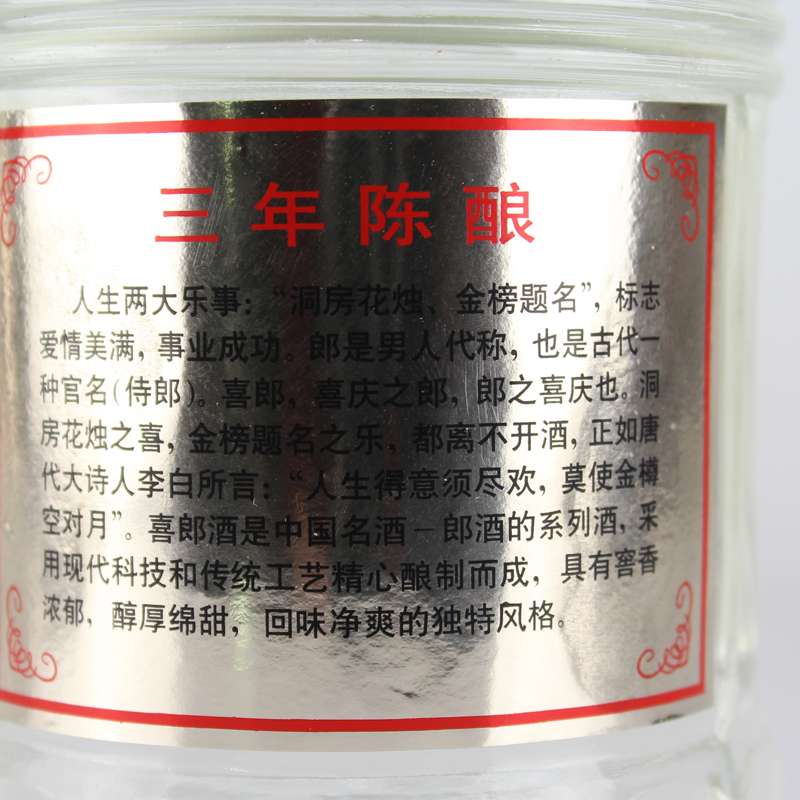 三年陈酿
人生两大乐事：“洞房花烛、金榜题名”，标志
爱情美满，事业成功。郎是男人代称，也是古代一
种官名(侍郎)。喜郎，喜庆之郎，郎之喜庆也。洞
房花烛之喜，金榜题名之乐，都离不开酒，正如唐
代大诗人李白所言：“人生得意须尽欢，莫使金樽
空对月”。喜郎酒是中国名酒－郎酒的系列酒，采
用现代科技和传统工艺精心酿制而成，具有窖香
浓郁，醇厚绵甜，回味净爽的独特风格。